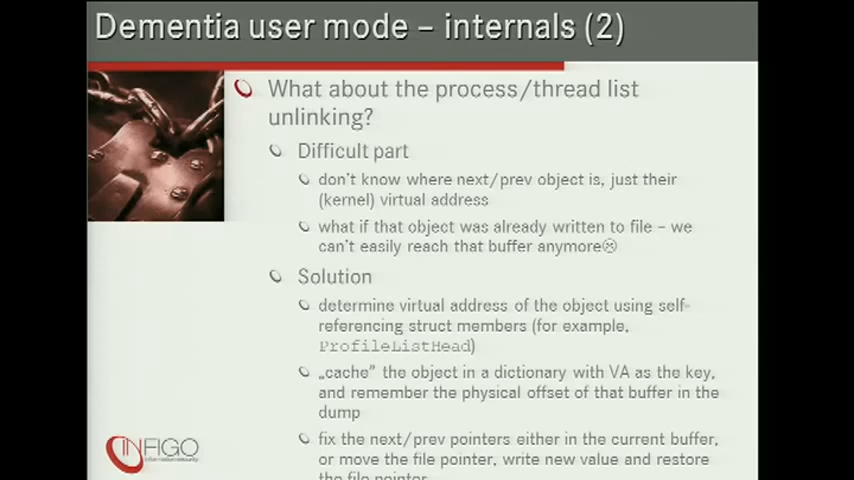 Dementia user mode – internals (2)
What about the process/thread list
unlinking?
Difficult part
don't know where next/prev object is, just their
(kernel) virtual address
what if that object was already written to file – we
can't easily reach that buffer anymore☹
Solution
determine virtual address of the object using self-
referencing struct members (for example,
ProfileListHead)
„cache" the object in a dictionary with VA as the key,
and remember the physical offset of that buffer in the
dump
fix the next/prev pointers either in the current buffer,
or move the file pointer, write new value and restore
the file pointer
INFIGO